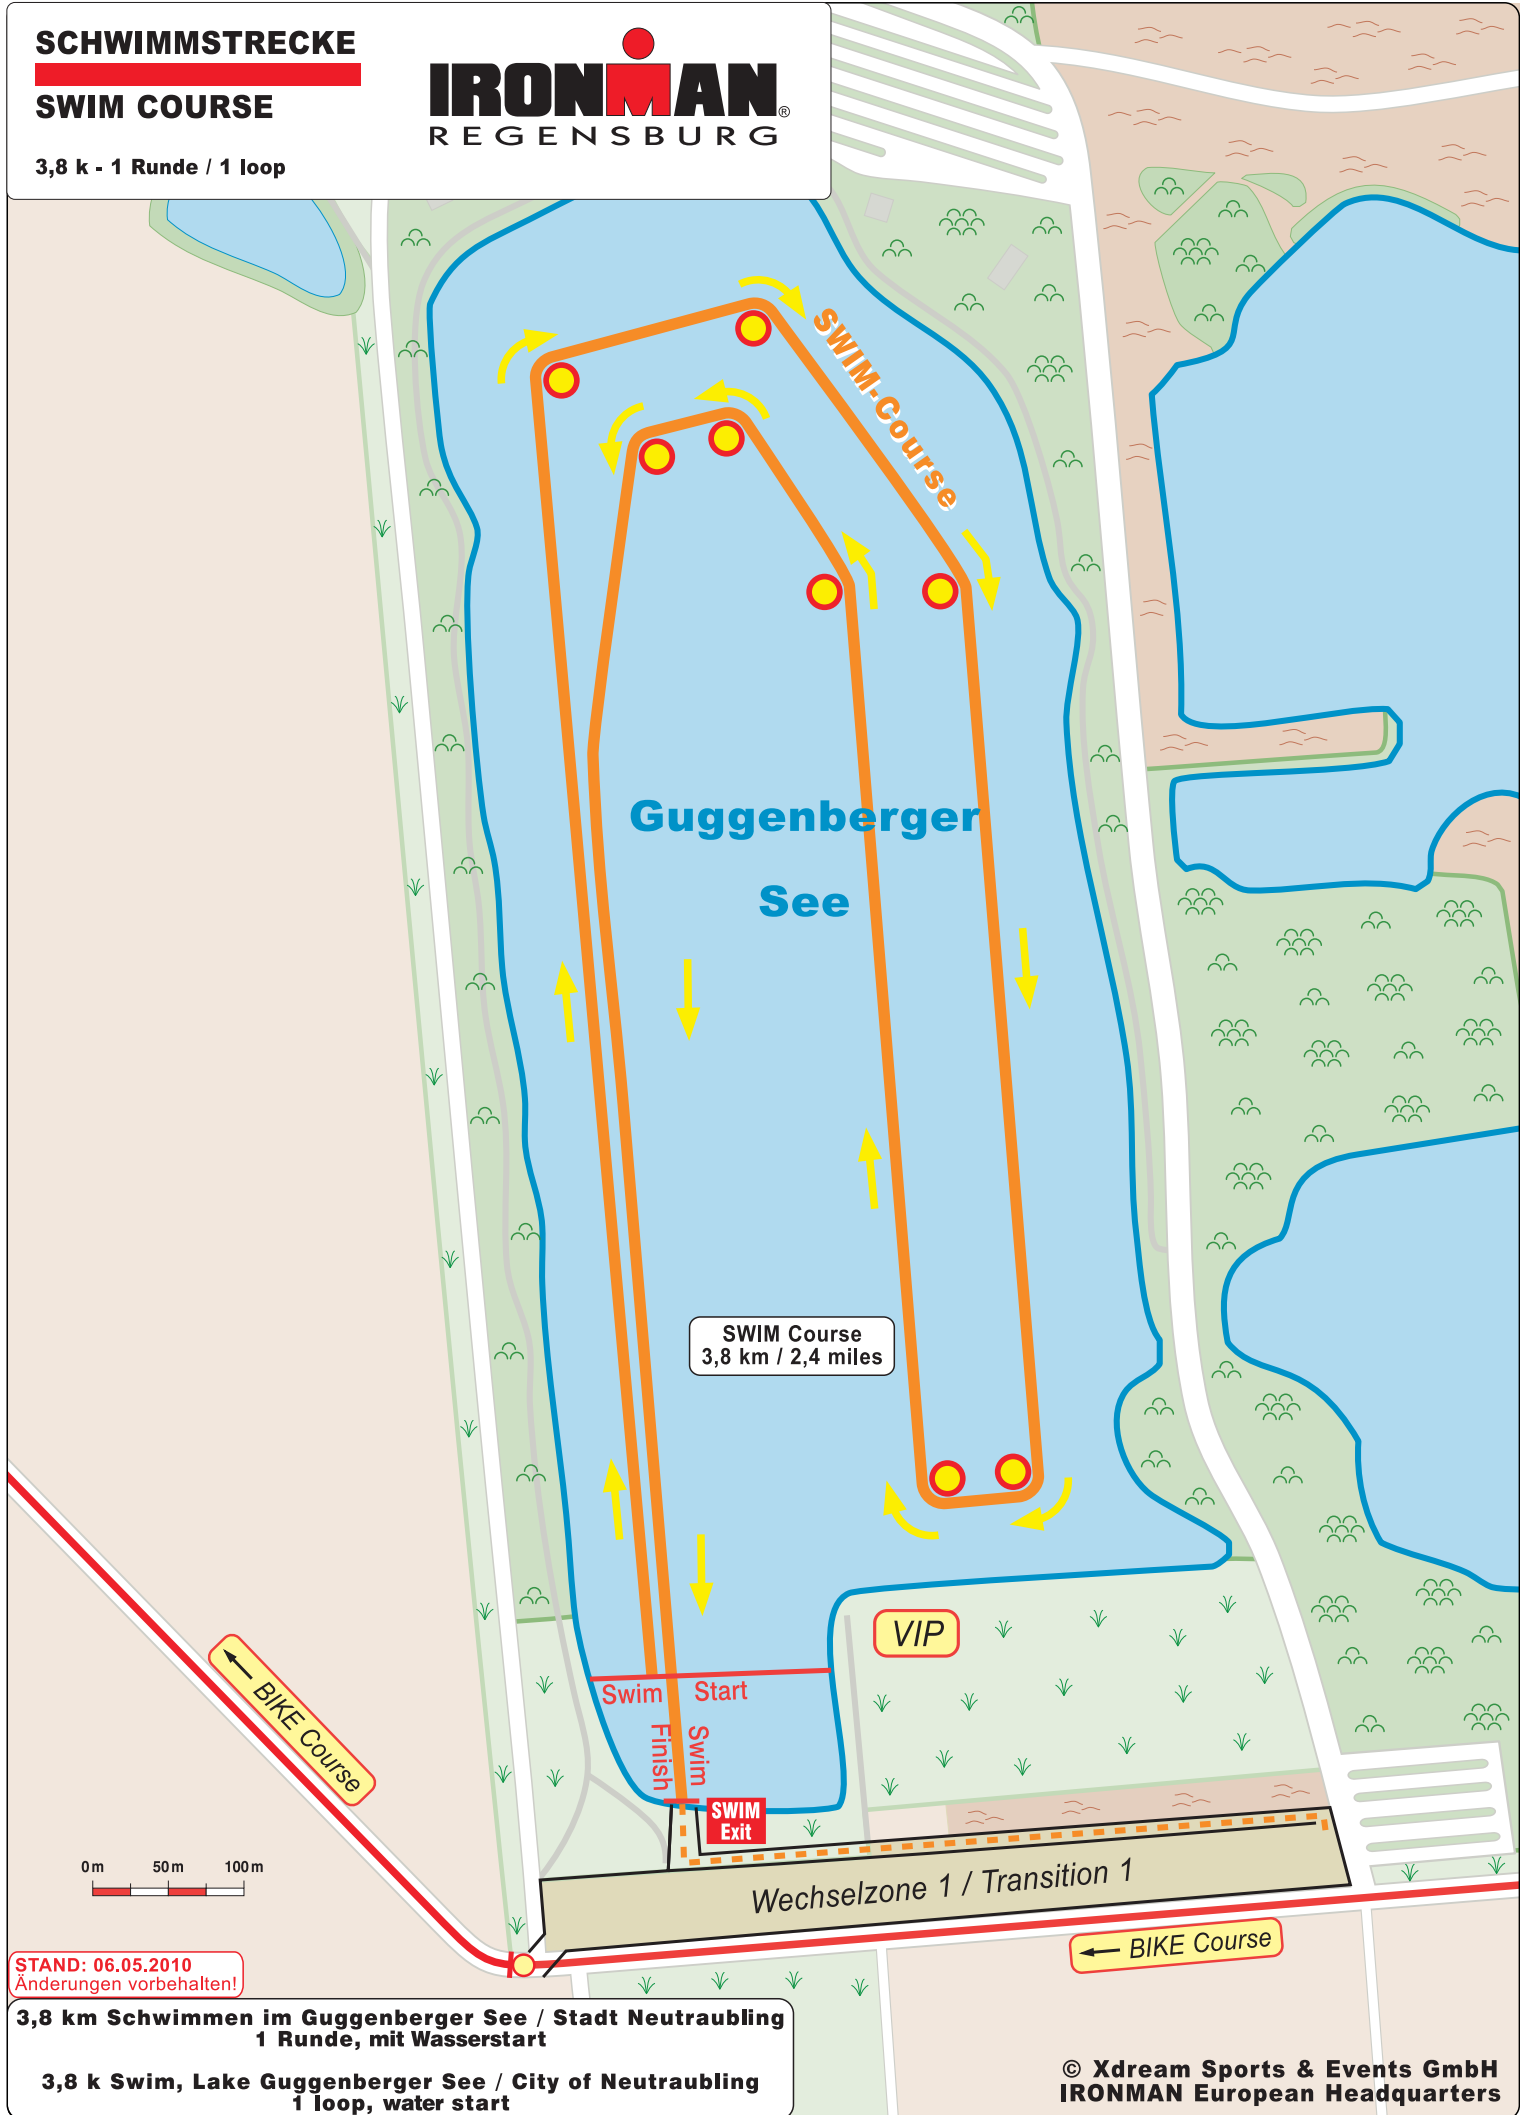 SCHWIMMSTRECKE
SWIM COURSE
3,8 k - 1 Runde / 1 loop
IRONMAN®
REGENSBURG
SWIM-Course
Guggenberger
See
SWIM Course
3,8 km / 2,4 miles
VIP
BIKE Course
Swim Start
Swim
Finish
SWIM
Exit
0 m 50 m 100 m
Wechselzone 1 / Transition 1
BIKE Course
STAND: 06.05.2010
Änderungen vorbehalten!
3,8 km Schwimmen im Guggenberger See / Stadt Neutraubling
1 Runde, mit Wasserstart
3,8 k Swim, Lake Guggenberger See / City of Neutraubling
1 loop, water start
© Xdream Sports & Events GmbH
IRONMAN European Headquarters